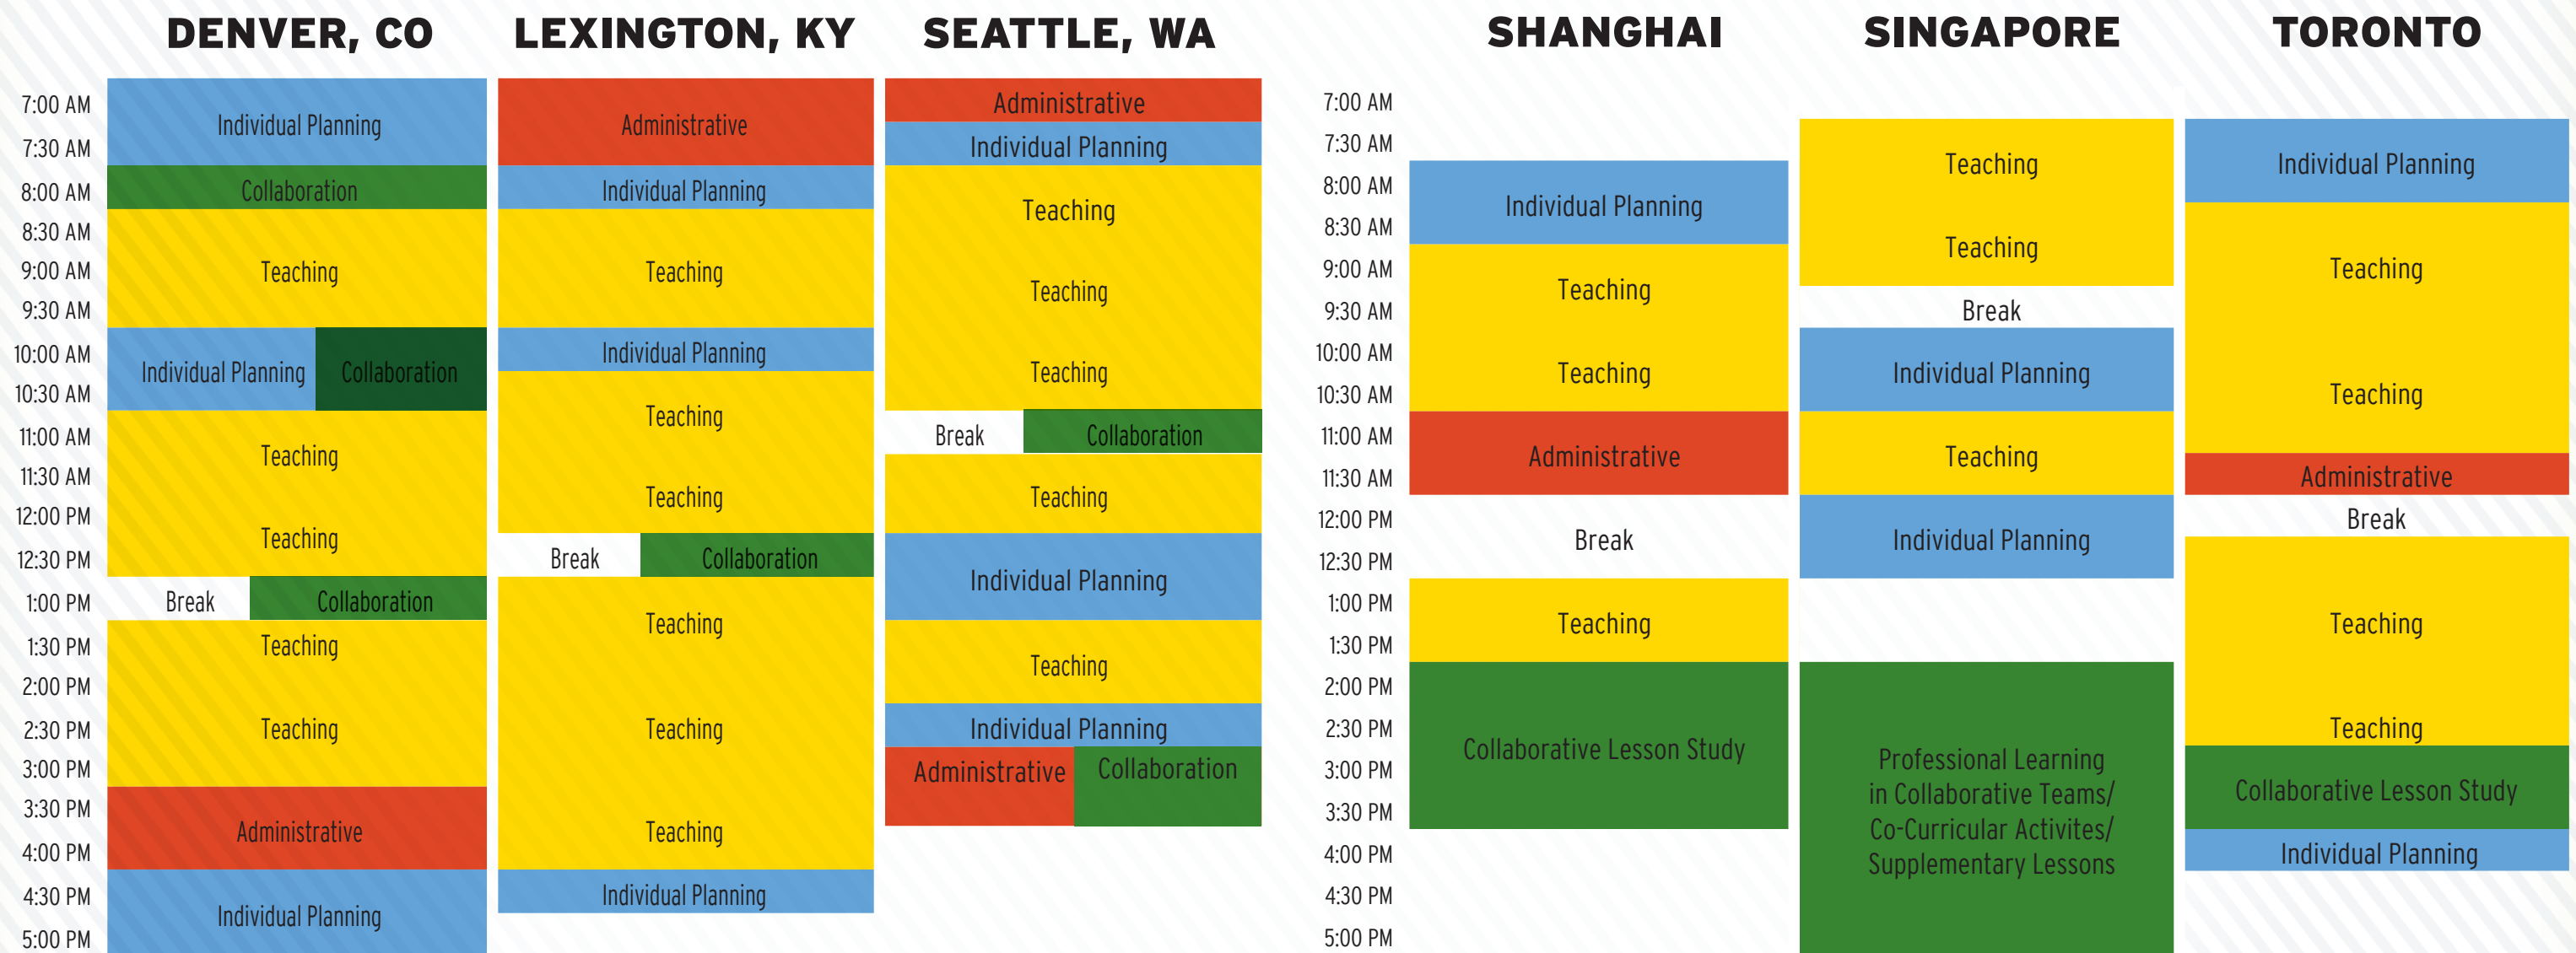 DENVER, CO
LEXINGTON, KY
SEATTLE, WA
7:00 AM
7:30 AM
8:00 AM
8:30 AM
9:00 AM
9:30 AM
10:00 AM
10:30 AM
11:00 AM
11:30 AM
12:00 PM
12:30 PM
1:00 PM
1:30 PM
2:00 PM
2:30 PM
3:00 PM
3:30 PM
4:00 PM
4:30 PM
5:00 PM
Individual Planning
Collaboration
Teaching
Individual Planning
Collaboration
Teaching
Teaching
Break
Collaboration
Teaching
Teaching
Administrative
Individual Planning
Administrative
Individual Planning
Teaching
Individual Planning
Teaching
Teaching
Break
Collaboration
Teaching
Teaching
Teaching
Individual Planning
Administrative
Individual Planning
Teaching
Teaching
Teaching
Break
Collaboration
Teaching
Individual Planning
Teaching
Individual Planning
Administrative
Collaboration
SHANGHAI
SINGAPORE
TORONTO
7:00 AM
7:30 AM
8:00 AM
8:30 AM
9:00 AM
9:30 AM
10:00 AM
10:30 AM
11:00 AM
11:30 AM
12:00 PM
12:30 PM
1:00 PM
1:30 PM
2:00 PM
2:30 PM
3:00 PM
3:30 PM
4:00 PM
4:30 PM
5:00 PM
Individual Planning
Teaching
Teaching
Administrative
Break
Teaching
Collaborative Lesson Study
Teaching
Teaching
Break
Individual Planning
Teaching
Individual Planning
Professional Learning
in Collaborative Teams/
Co-Curricular Activites/
Supplementary Lessons
Individual Planning
Teaching
Teaching
Administrative
Break
Teaching
Teaching
Collaborative Lesson Study
Individual Planning